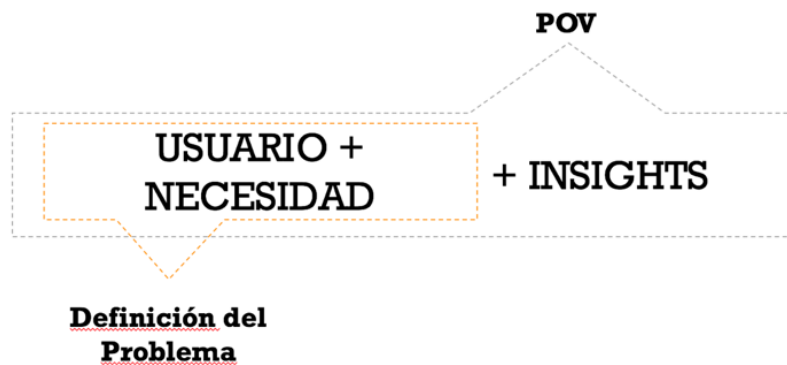 POV
USUARIO +
NECESIDAD
+ INSIGHTS
Definición del
Problema